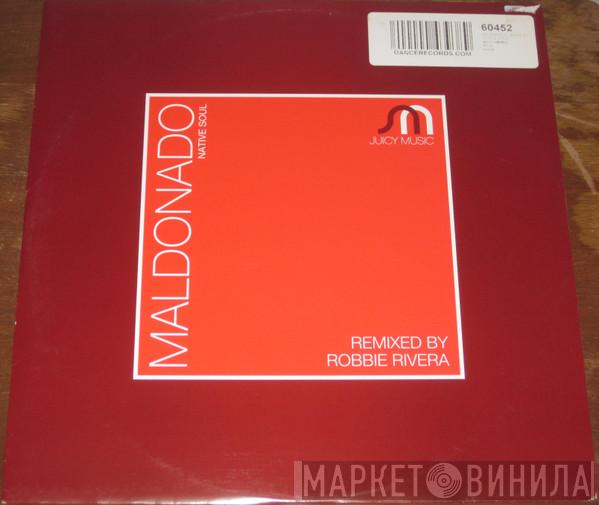 60452
DANCERECORDS.COM
MALDONADO
NATIVE SOUL
JUICY MUSIC
REMIXED BY
ROBBIE RIVERA
МАРКЕТ ВИНИЛА